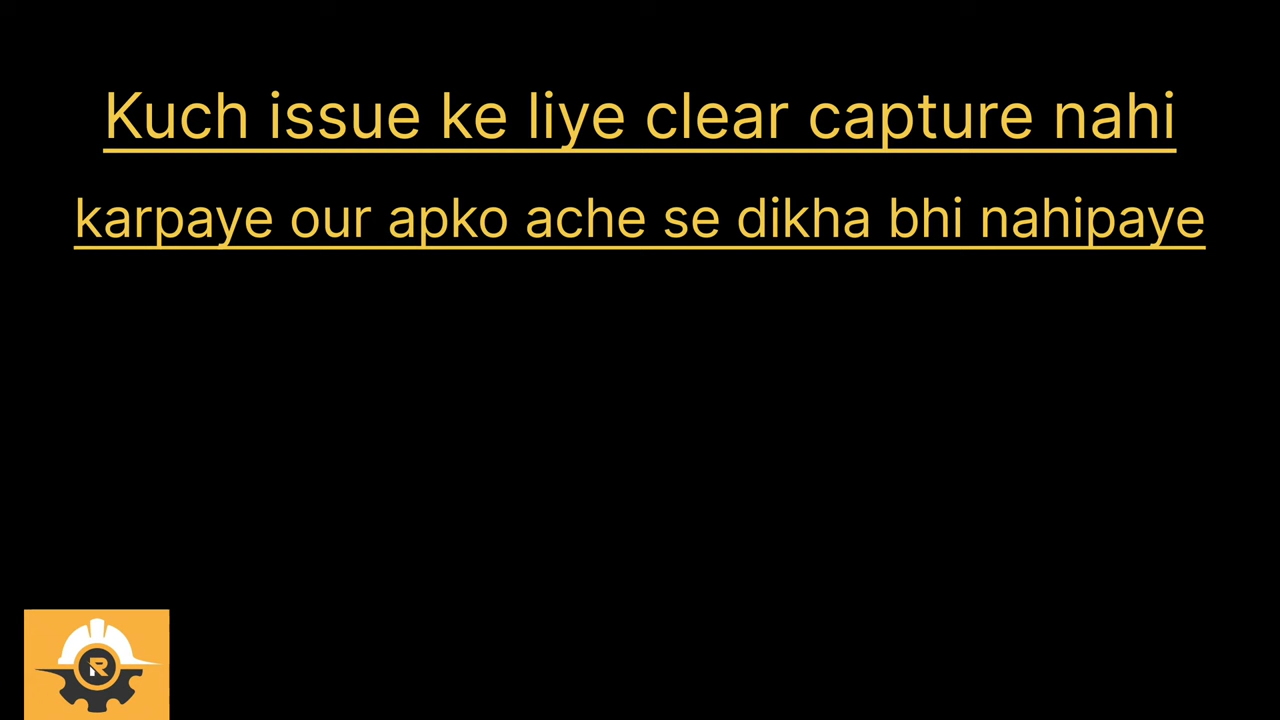 Kuch issue ke liye clear capture nahi
karpaye our apko ache se dikha bhi nahipaye
R